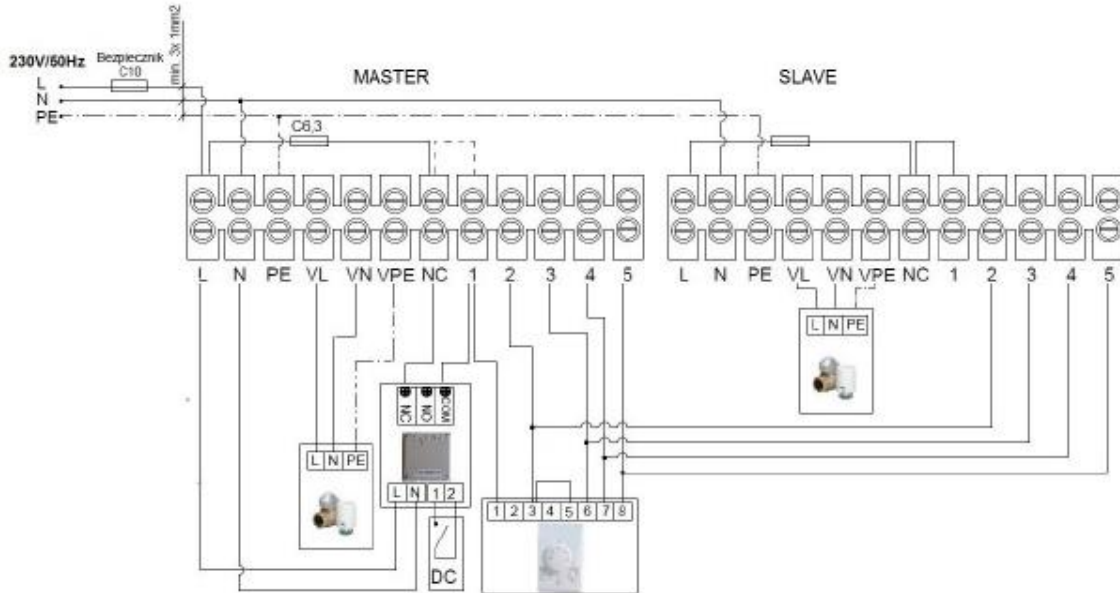 230V/50Hz
Bezpiecznik
C10
min. 3x 1mm2
L
N
PE
MASTER
SLAVE
C6,3
L N PE VL VN VPE NC 1 2 3 4 5
L N PE VL VN VPE NC 1 2 3 4 5
L N PE
NC NO COM
L N PE
L N 1 2
1 2 3 4 5 6 7 8
DC